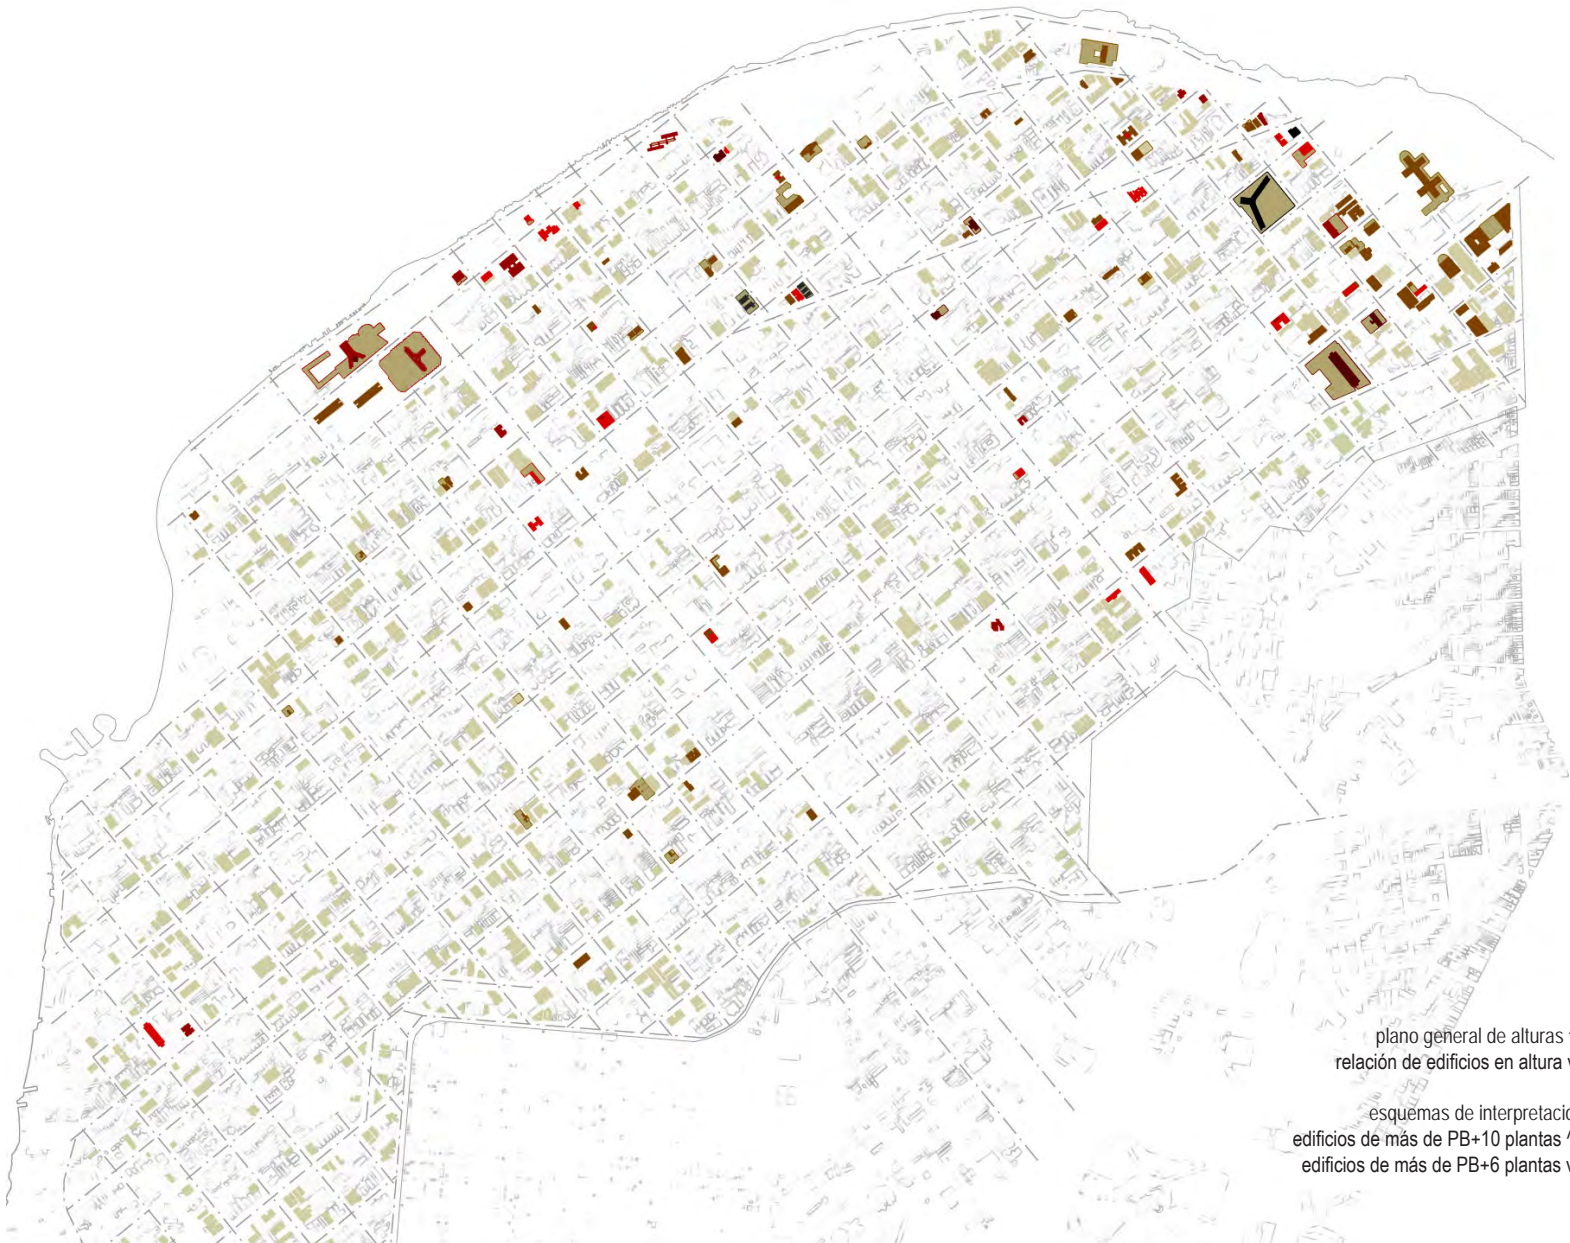 plano general de alturas ^
relación de edificios en altura v
esquemas de interpretació
edificios de más de PB+10 plantas ^
edificios de más de PB+6 plantas v